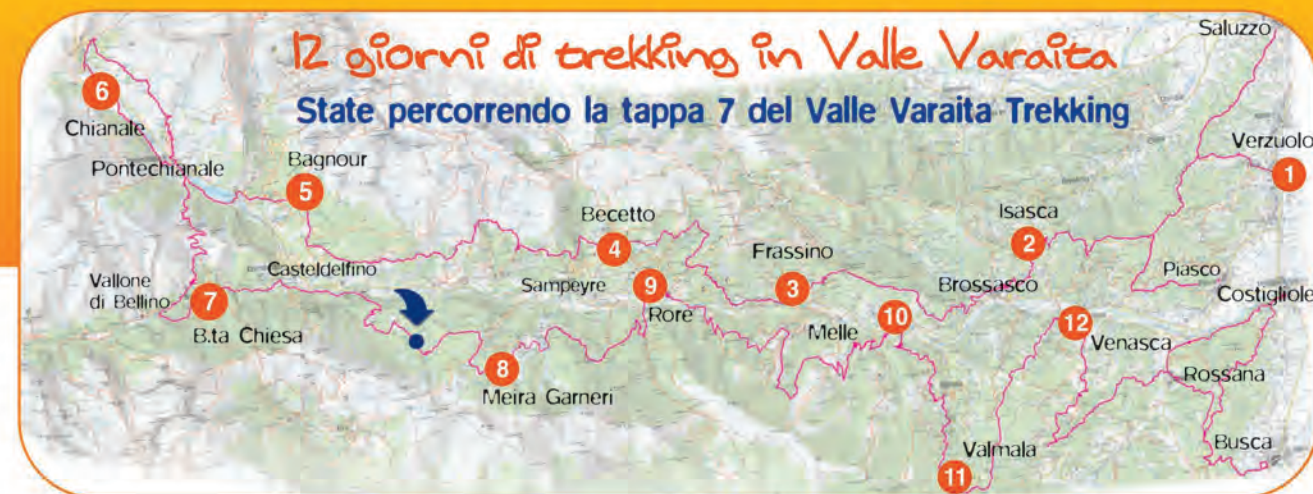 12 giorni di trekking in Valle Varaita
State percorrendo la tappa 7 del Valle Varaita Trekking
Saluzzo
Verzuolo
1
6
Chianale
Pontechianale
Bagnour
5
Becetto
4
Isasca
2
Frassino
3
Piasco
Costigliole
Vallone
di Bellino
7
Casteldelfino
Sampeyre
9
Rore
Brossasco
B.ta Chiesa
Melle
10
12
Venasca
8
Meira Garneri
Rossana
Valmala
11
Busca